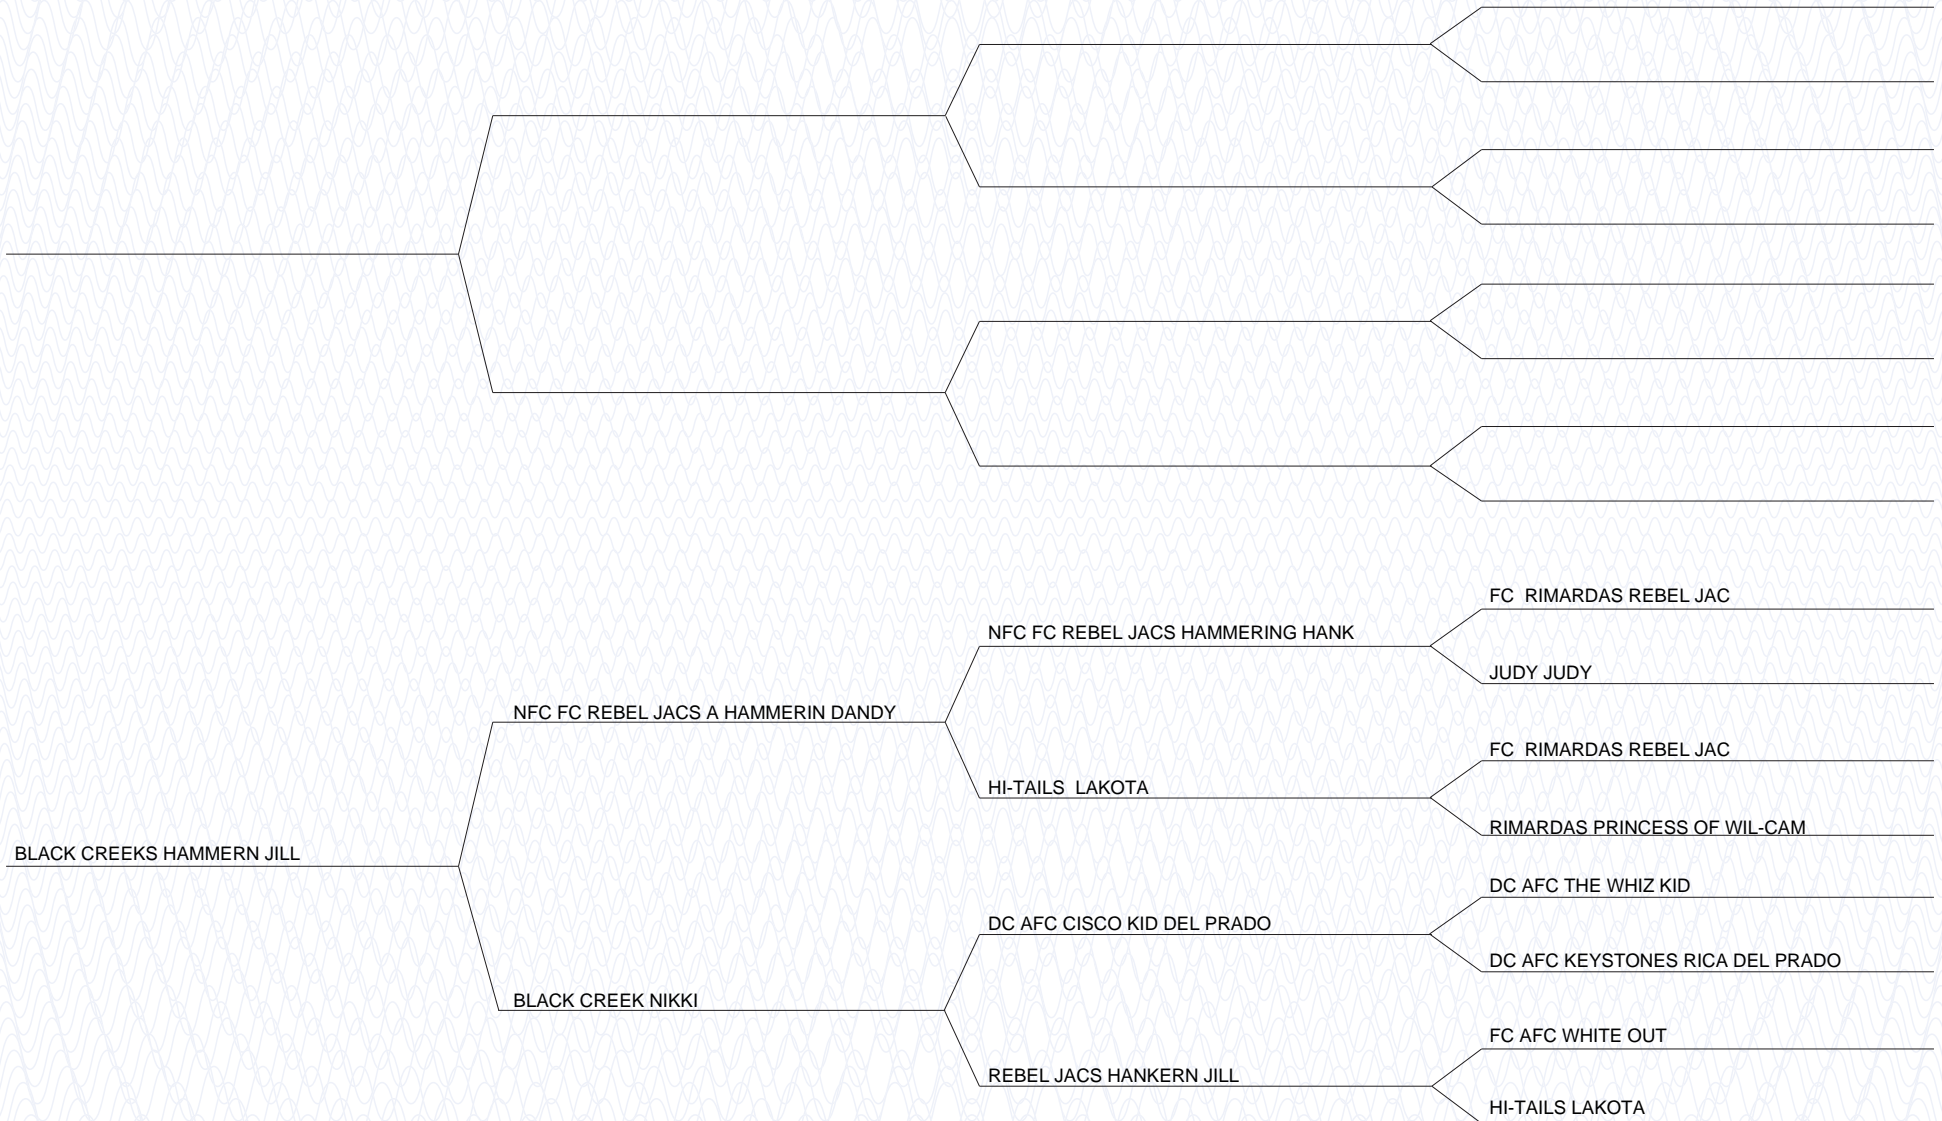 FC  RIMARDAS REBEL JAC
NFC FC REBEL JACS HAMMERING HANK
JUDY JUDY
NFC FC REBEL JACS A HAMMERIN DANDY
FC  RIMARDAS REBEL JAC
HI-TAILS  LAKOTA
RIMARDAS PRINCESS OF WIL-CAM
BLACK CREEKS HAMMERN JILL
DC AFC THE WHIZ KID
DC AFC CISCO KID DEL PRADO
DC AFC KEYSTONES RICA DEL PRADO
BLACK CREEK NIKKI
FC AFC WHITE OUT
REBEL JACS HANKERN JILL
HI-TAILS LAKOTA